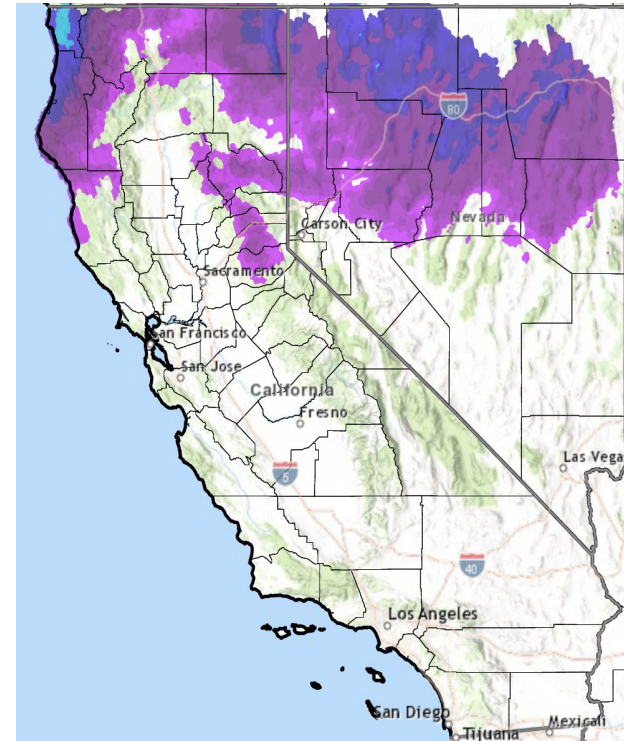 80
Carson City
Nevada
Sacramento
San Francisco
San Jose
California
Fresno
5
Las Vega
40
Los Angeles
San Diego
Tijuana
Mexicali